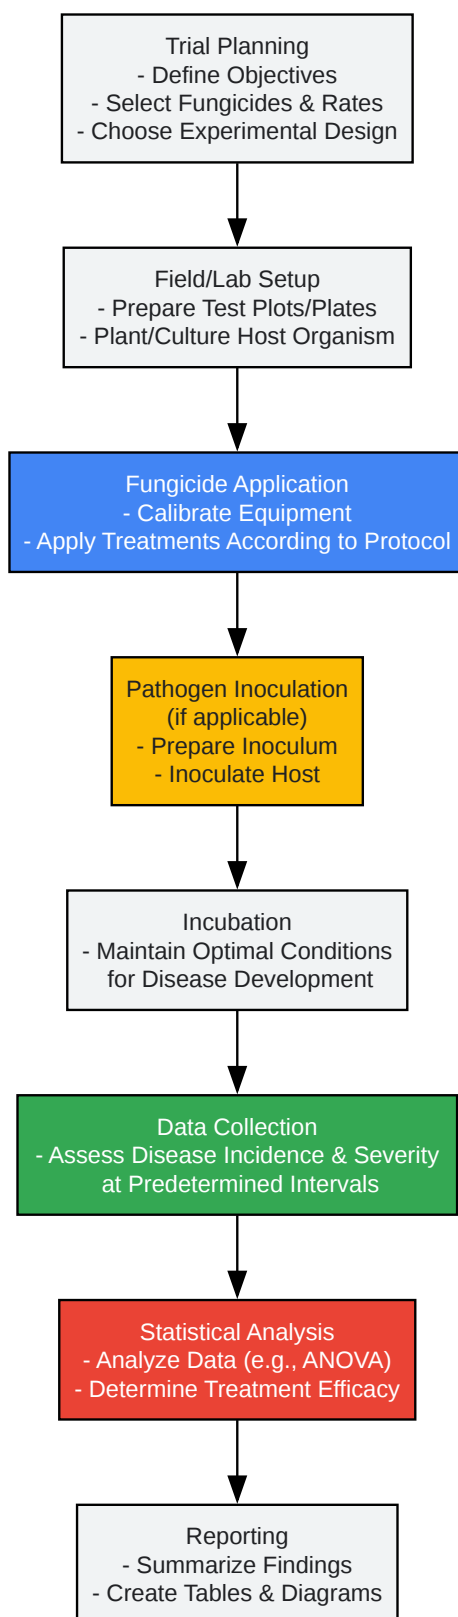 Trial Planning
- Define Objectives
- Select Fungicides & Rates
- Choose Experimental Design
Field/Lab Setup
- Prepare Test Plots/Plates
- Plant/Culture Host Organism
Fungicide Application
- Calibrate Equipment
- Apply Treatments According to Protocol
Pathogen Inoculation
(if applicable)
- Prepare Inoculum
- Inoculate Host
Incubation
- Maintain Optimal Conditions
for Disease Development
Data Collection
- Assess Disease Incidence & Severity
at Predetermined Intervals
Statistical Analysis
- Analyze Data (e.g., ANOVA)
- Determine Treatment Efficacy
Reporting
- Summarize Findings
- Create Tables & Diagrams